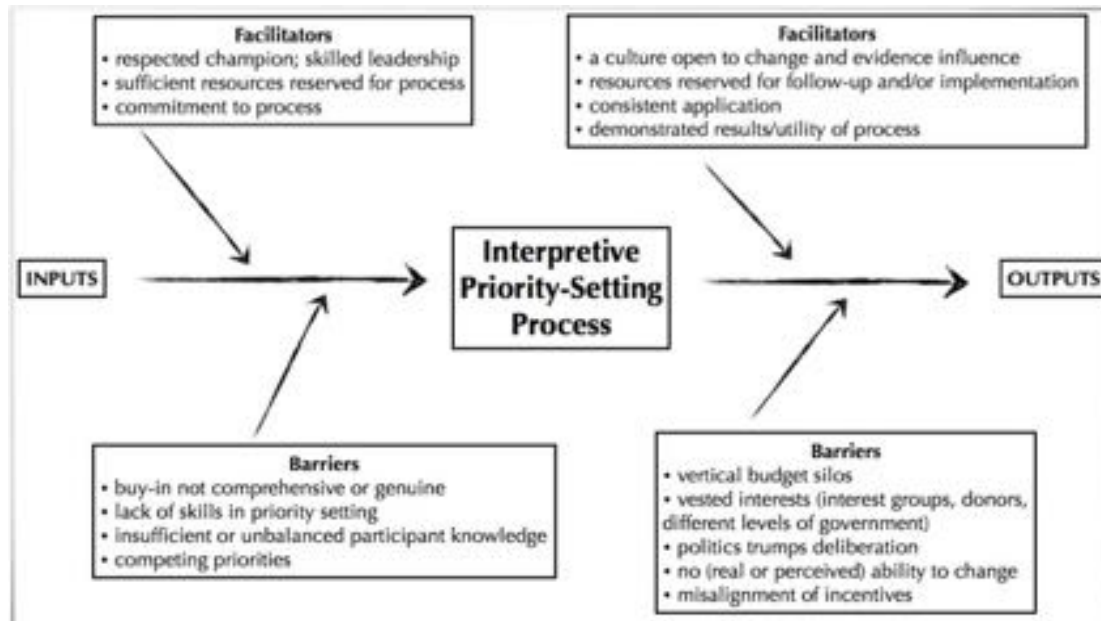 Facilitators
• respected champion; skilled leadership
• sufficient resources reserved for process
• commitment to process
Facilitators
• a culture open to change and evidence influence
• resources reserved for follow-up and/or implementation
• consistent application
• demonstrated results/utility of process
INPUTS
Interpretive
Priority-Setting
Process
OUTPUTS
Barriers
• buy-in not comprehensive or genuine
• lack of skills in priority setting
• insufficient or unbalanced participant knowledge
• competing priorities
Barriers
• vertical budget silos
• vested interests (interest groups, donors,
different levels of government)
• politics trumps deliberation
• no (real or perceived) ability to change
• misalignment of incentives